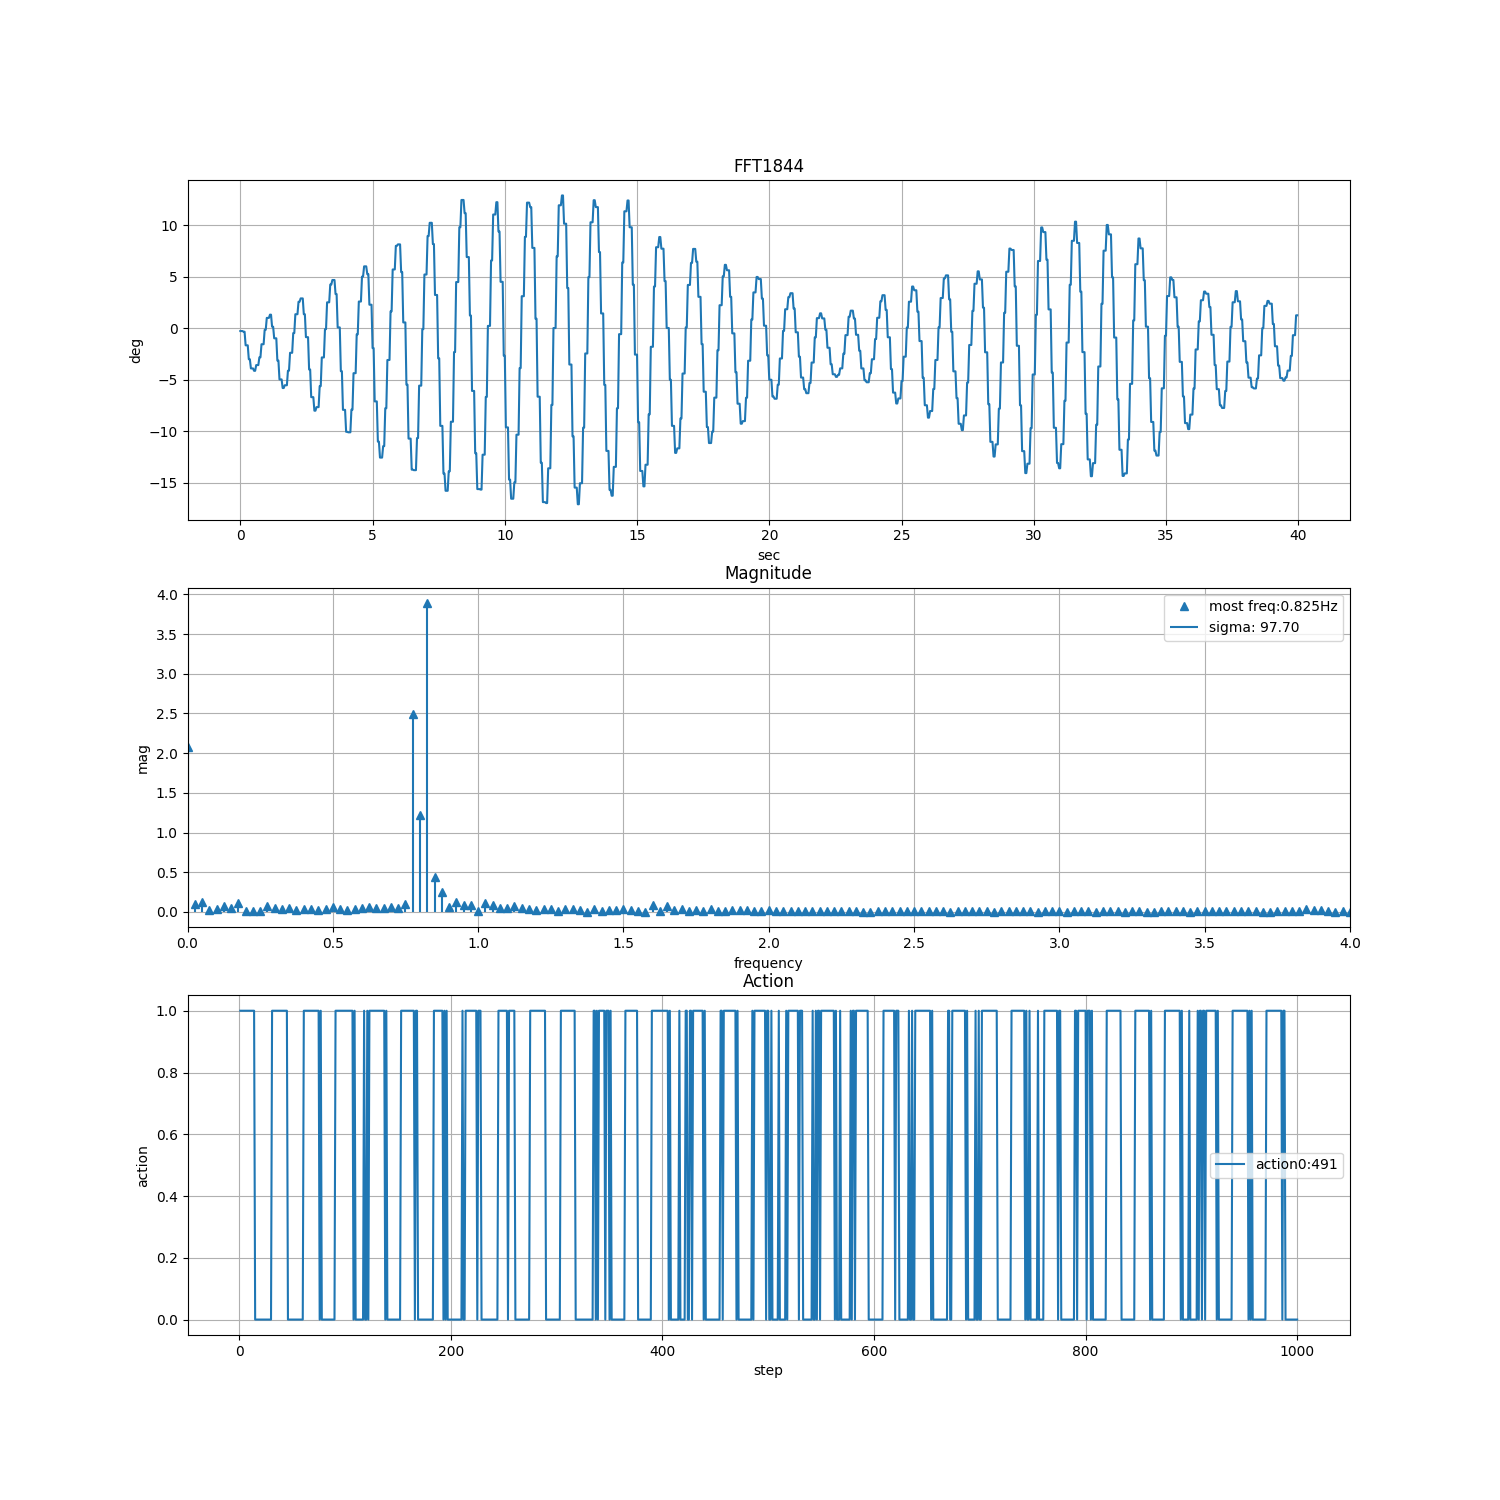 FFT1844
10
5
0
−5
−10
−15
deg
0 5 10 15 20 25 30 35 40
sec
Magnitude
4.0
3.5
3.0
2.5
2.0
1.5
1.0
0.5
0.0
mag
most freq:0.825Hz
sigma: 97.70
0.0 0.5 1.0 1.5 2.0 2.5 3.0 3.5 4.0
frequency
Action
1.0
0.8
0.6
0.4
0.2
0.0
action
action0:491
0 200 400 600 800 1000
step